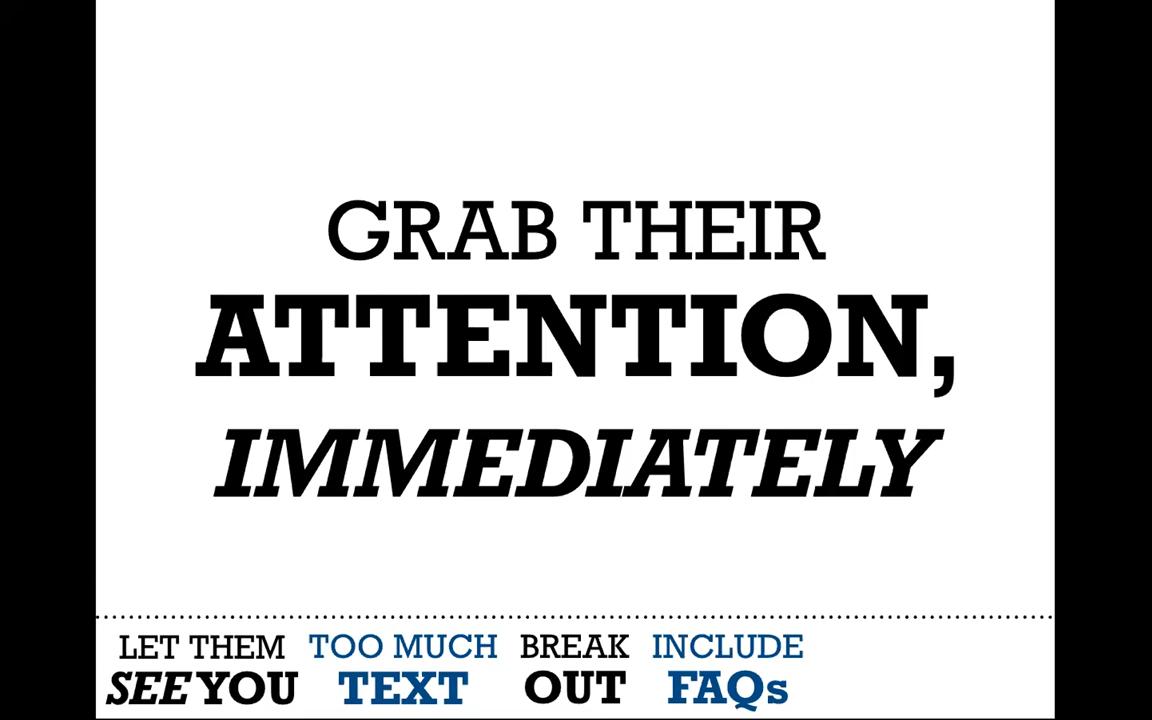 GRAB THEIR
ATTENTION,
IMMEDIATELY
LET THEM
SEE YOU
TOO MUCH
TEXT
BREAK
OUT
INCLUDE
FAQs